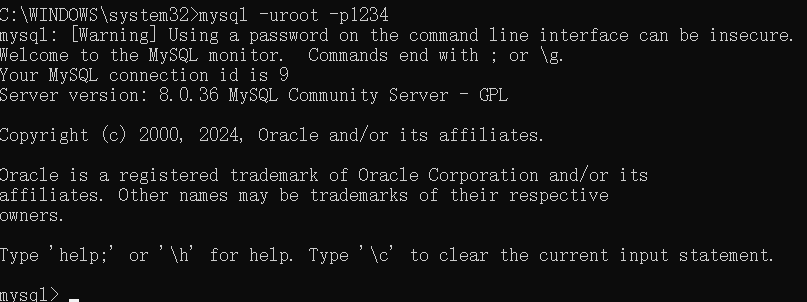 C:\WINDOWS\system32>mysql -uroot -p1234
mysql: [Warning] Using a password on the command line interface can be insecure.
Welcome to the MySQL monitor.  Commands end with ; or \g.
Your MySQL connection id is 9
Server version: 8.0.36 MySQL Community Server - GPL
Copyright (c) 2000, 2024, Oracle and/or its affiliates.
Oracle is a registered trademark of Oracle Corporation and/or its
affiliates. Other names may be trademarks of their respective
owners.
Type 'help;' or '\h' for help. Type '\c' to clear the current input statement.
mysql> _